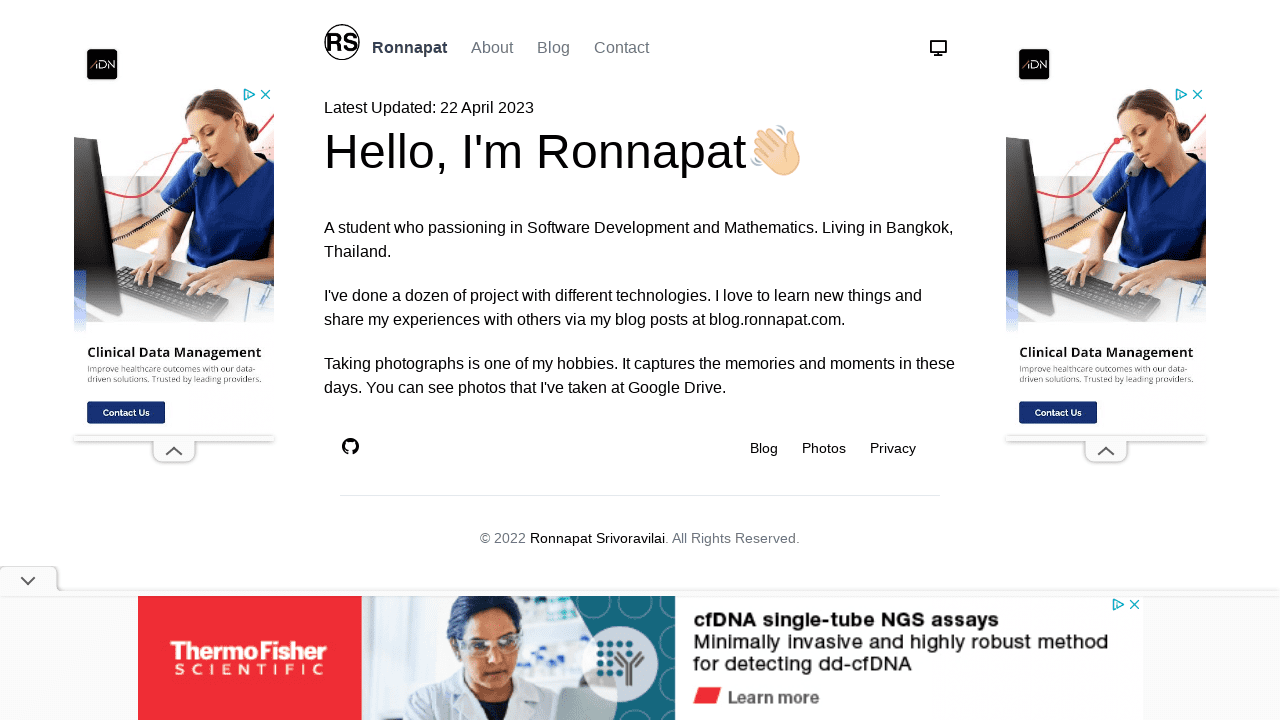 RS Ronnapat About Blog Contact
Latest Updated: 22 April 2023
Hello, I'm Ronnapat👋🏻
A student who passioning in Software Development and Mathematics. Living in Bangkok,
Thailand.
I've done a dozen of project with different technologies. I love to learn new things and
share my experiences with others via my blog posts at blog.ronnapat.com.
Taking photographs is one of my hobbies. It captures the memories and moments in these
days. You can see photos that I've taken at Google Drive.
Blog Photos Privacy
© 2022 Ronnapat Srivoravilai. All Rights Reserved.
iDN
Clinical Data Management
Improve healthcare outcomes with our data-
driven solutions. Trusted by leading providers.
Contact Us
iDN
Clinical Data Management
Improve healthcare outcomes with our data-
driven solutions. Trusted by leading providers.
Contact Us
ThermoFisher
SCIENTIFIC
cfDNA single-tube NGS assays
Minimally invasive and highly robust method
for detecting dd-cfDNA
Learn more